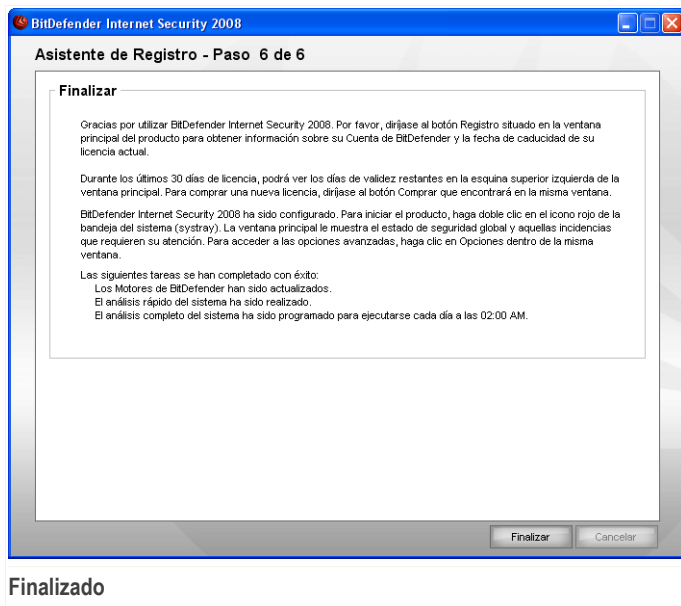 BitDefender Internet Security 2008
Asistente de Registro - Paso 6 de 6
Finalizar
Gracias por utilizar BitDefender Internet Security 2008. Por favor, diríjase al botón Registro situado en la ventana
principal del producto para obtener información sobre su Cuenta de BitDefender y la fecha de caducidad de su
licencia actual.
Durante los últimos 30 días de licencia, podrá ver los días de validez restantes en la esquina superior izquierda de la
ventana principal. Para comprar una nueva licencia, diríjase al botón Comprar que encontrará en la misma ventana.
BitDefender Internet Security 2008 ha sido configurado. Para iniciar el producto, haga doble clic en el icono rojo de la
bandeja del sistema (systray). La ventana principal le muestra el estado de seguridad global y aquellas incidencias
que requieren su atención. Para acceder a las opciones avanzadas, haga clic en Opciones dentro de la misma
ventana.
Las siguientes tareas se han completado con éxito:
Los Motores de BitDefender han sido actualizados.
El análisis rápido del sistema ha sido realizado.
El análisis completo del sistema ha sido programado para ejecutarse cada día a las 02:00 AM.
Finalizar
Cancelar
Finalizado